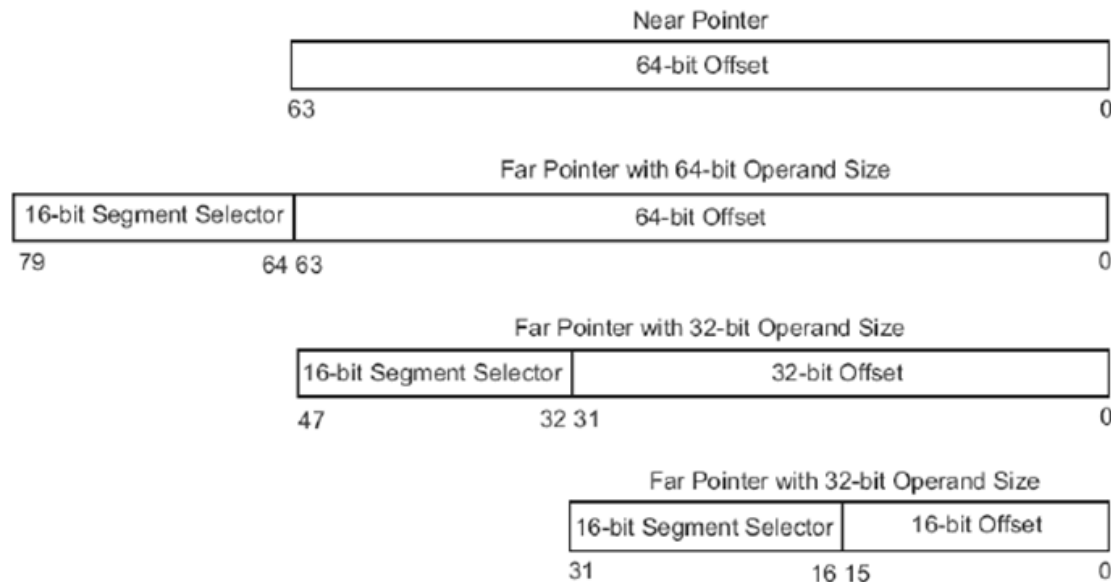 Near Pointer
64-bit Offset
63 0
Far Pointer with 64-bit Operand Size
16-bit Segment Selector 64-bit Offset
79 64 63 0
Far Pointer with 32-bit Operand Size
16-bit Segment Selector 32-bit Offset
47 32 31 0
Far Pointer with 32-bit Operand Size
16-bit Segment Selector 16-bit Offset
31 16 15 0